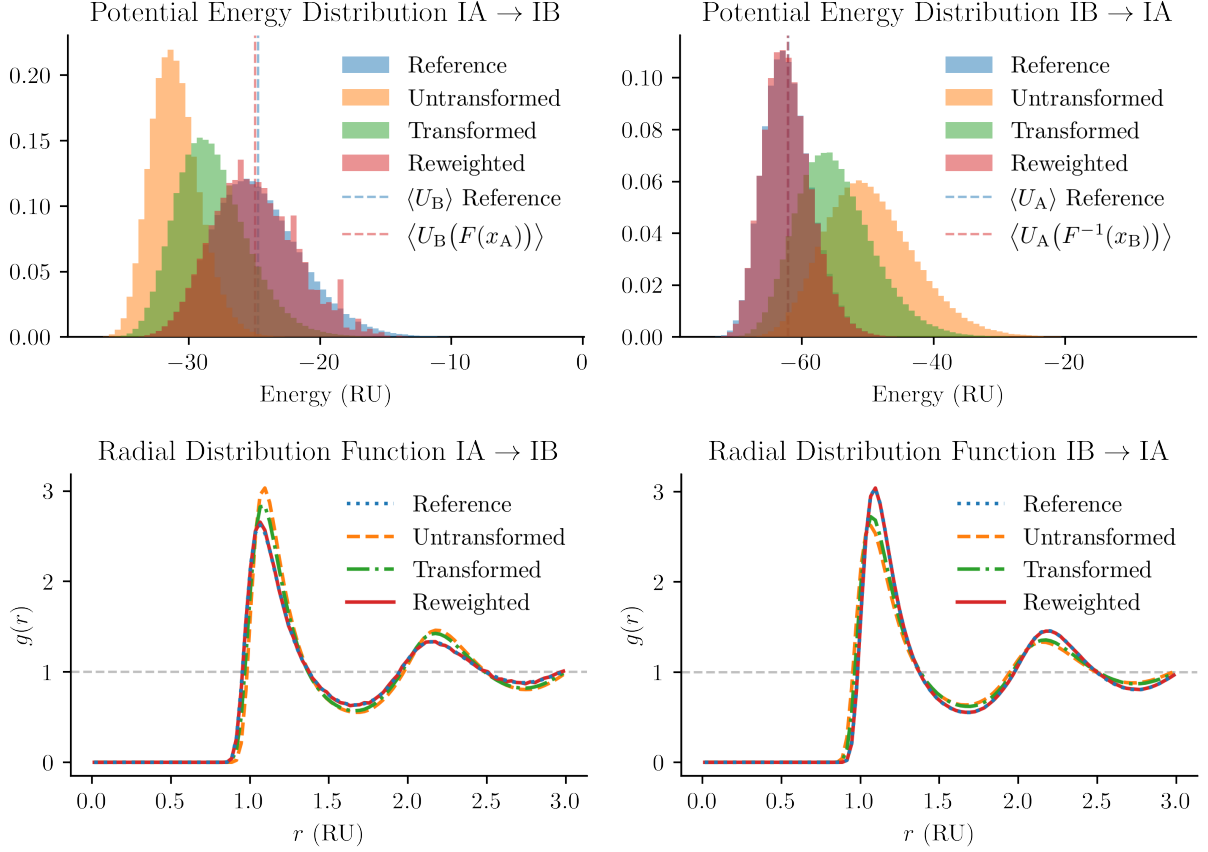 Potential Energy Distribution IA → IB
0.20
0.15
0.10
0.05
0.00
−30
−20
−10
0
Energy (RU)
Reference
Untransformed
Transformed
Reweighted
⟨U_B⟩ Reference
⟨U_B(F(x_A))⟩
Potential Energy Distribution IB → IA
0.10
0.08
0.06
0.04
0.02
0.00
−60
−40
−20
Energy (RU)
Reference
Untransformed
Transformed
Reweighted
⟨U_A⟩ Reference
⟨U_A(F⁻¹(x_B))⟩
Radial Distribution Function IA → IB
g(r)
3
2
1
0
0.0
0.5
1.0
1.5
2.0
2.5
3.0
r (RU)
Reference
Untransformed
Transformed
Reweighted
Radial Distribution Function IB → IA
g(r)
3
2
1
0
0.0
0.5
1.0
1.5
2.0
2.5
3.0
r (RU)
Reference
Untransformed
Transformed
Reweighted